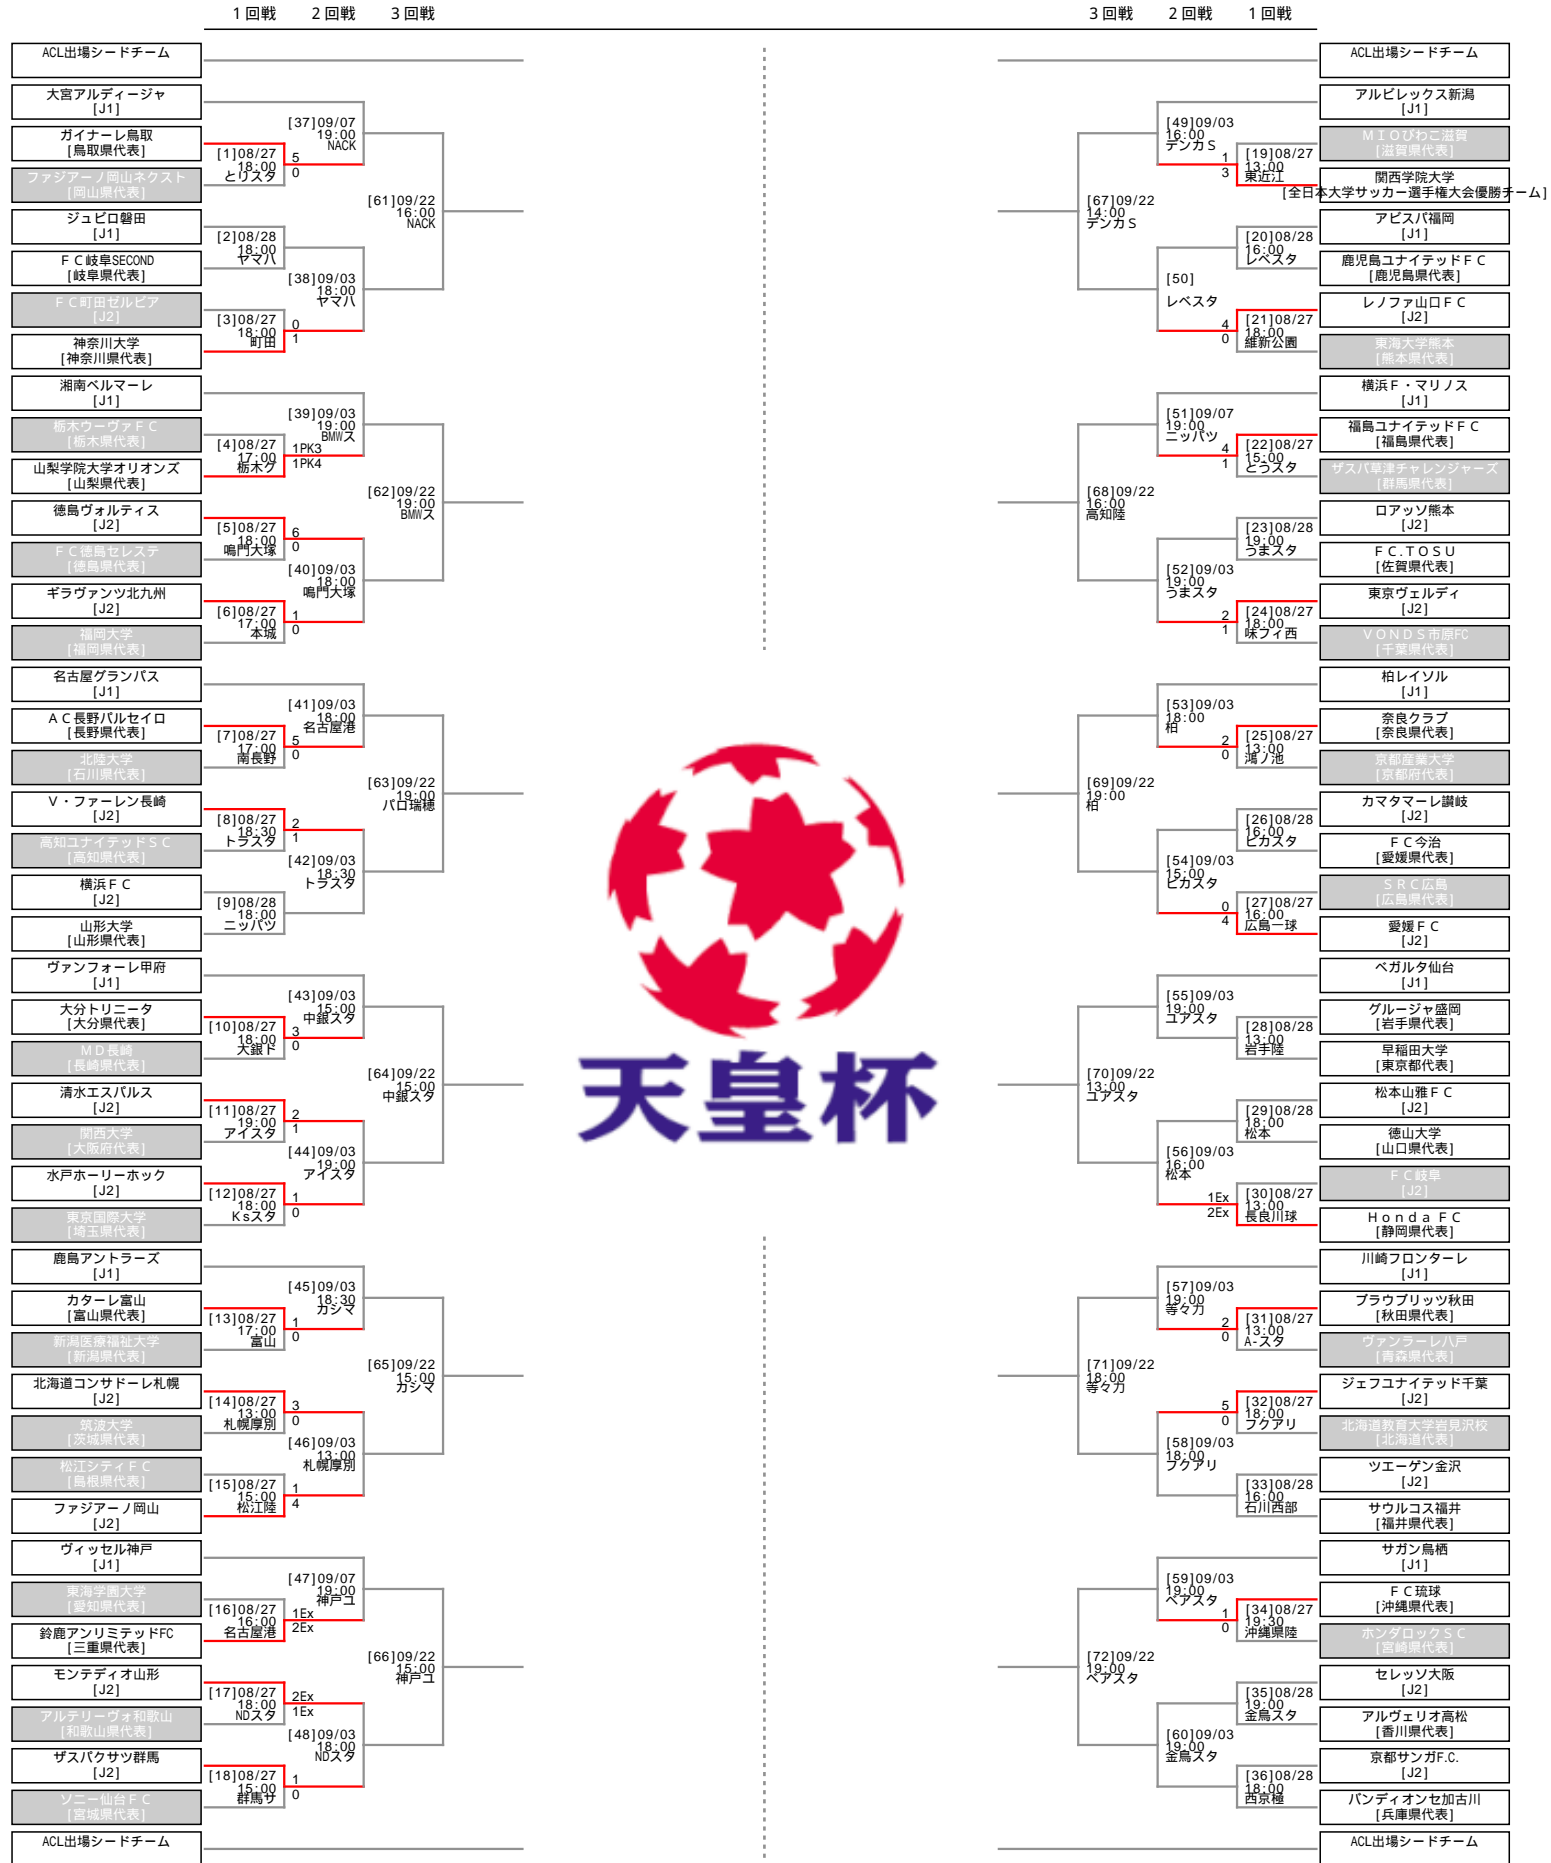 1回戦 2回戦 3回戦
3回戦 2回戦 1回戦
ACL出場シードチーム
大宮アルディージャ
[J1]
ガイナーレ鳥取
[鳥取県代表]
ファジアーノ岡山ネクスト
[岡山県代表]
ジュビロ磐田
[J1]
ＦＣ岐阜SECOND
[岐阜県代表]
ＦＣ町田ゼルビア
[J2]
神奈川大学
[神奈川県代表]
湘南ベルマーレ
[J1]
栃木ウーヴァＦＣ
[栃木県代表]
山梨学院大学オリオンズ
[山梨県代表]
徳島ヴォルティス
[J2]
ＦＣ徳島セレステ
[徳島県代表]
ギラヴァンツ北九州
[J2]
福岡大学
[福岡県代表]
名古屋グランパス
[J1]
ＡＣ長野パルセイロ
[長野県代表]
北陸大学
[石川県代表]
Ｖ・ファーレン長崎
[J2]
高知ユナイテッドＳＣ
[高知県代表]
横浜ＦＣ
[J2]
山形大学
[山形県代表]
ヴァンフォーレ甲府
[J1]
大分トリニータ
[大分県代表]
ＭＤ長崎
[長崎県代表]
清水エスパルス
[J2]
関西大学
[大阪府代表]
水戸ホーリーホック
[J2]
東京国際大学
[埼玉県代表]
鹿島アントラーズ
[J1]
カターレ富山
[富山県代表]
新潟医療福祉大学
[新潟県代表]
北海道コンサドーレ札幌
[J2]
筑波大学
[茨城県代表]
松江シティＦＣ
[島根県代表]
ファジアーノ岡山
[J2]
ヴィッセル神戸
[J1]
東海学園大学
[愛知県代表]
鈴鹿アンリミテッドFC
[三重県代表]
モンテディオ山形
[J2]
アルテリーヴォ和歌山
[和歌山県代表]
ザスパクサツ群馬
[J2]
ソニー仙台ＦＣ
[宮城県代表]
ACL出場シードチーム
[1]08/27
18:00
とリスタ
5
0
[2]08/28
18:00
ヤマハ
[3]08/27
18:00
町田
0
1
[4]08/27
17:00
栃木グ
1PK3
1PK4
[5]08/27
18:00
鳴門大塚
6
0
[6]08/27
17:00
本城
1
0
[7]08/27
17:00
南長野
5
0
[8]08/27
18:30
トラスタ
2
1
[9]08/28
18:00
ニッパツ
[10]08/27
18:00
大銀ド
3
0
[11]08/27
19:00
アイスタ
2
1
[12]08/27
18:00
Ksスタ
1
0
[13]08/27
17:00
富山
1
0
[14]08/27
13:00
札幌厚別
3
0
[15]08/27
15:00
松江陸
1
4
[16]08/27
16:00
名古屋港
1Ex
2Ex
[17]08/27
18:00
NDスタ
2Ex
1Ex
[18]08/27
15:00
群馬サ
1
0
[37]09/07
19:00
NACK
[38]09/03
18:00
ヤマハ
[39]09/03
19:00
BMWス
[40]09/03
18:00
鳴門大塚
[41]09/03
18:00
名古屋港
[42]09/03
18:30
トラスタ
[43]09/03
15:00
中銀スタ
[44]09/03
19:00
アイスタ
[45]09/03
18:30
カシマ
[46]09/03
13:00
札幌厚別
[47]09/07
19:00
神戸ユ
[48]09/03
18:00
NDスタ
[61]09/22
16:00
NACK
[62]09/22
19:00
BMWス
[63]09/22
19:00
パロ瑞穂
[64]09/22
15:00
中銀スタ
[65]09/22
15:00
カシマ
[66]09/22
15:00
神戸ユ
天皇杯
[67]09/22
14:00
デンカＳ
[68]09/22
16:00
高知陸
[69]09/22
19:00
柏
[70]09/22
13:00
ユアスタ
[71]09/22
18:00
等々力
[72]09/22
19:00
ベアスタ
[49]09/03
16:00
デンカＳ
[50]
レベスタ
[51]09/07
19:00
ニッパツ
[52]09/03
19:00
うまスタ
[53]09/03
18:00
柏
[54]09/03
15:00
ピカスタ
[55]09/03
19:00
ユアスタ
[56]09/03
16:00
松本
[57]09/03
19:00
等々力
[58]09/03
18:00
フクアリ
[59]09/03
19:00
ベアスタ
[60]09/03
19:00
金鳥スタ
1
3
[19]08/27
13:00
東近江
[20]08/28
16:00
レベスタ
4
0
[21]08/27
18:00
維新公園
4
1
[22]08/27
15:00
とうスタ
[23]08/28
19:00
うまスタ
2
1
[24]08/27
18:00
味フィ西
2
0
[25]08/27
13:00
鴻ノ池
[26]08/28
16:00
ピカスタ
0
4
[27]08/27
16:00
広島一球
[28]08/28
13:00
岩手陸
[29]08/28
18:00
松本
1Ex
2Ex
[30]08/27
13:00
長良川球
2
0
[31]08/27
13:00
A-スタ
5
0
[32]08/27
18:00
フクアリ
[33]08/28
16:00
石川西部
1
0
[34]08/27
19:30
沖縄県陸
[35]08/28
19:00
金鳥スタ
[36]08/28
18:00
西京極
ACL出場シードチーム
アルビレックス新潟
[J1]
ＭＩＯびわこ滋賀
[滋賀県代表]
関西学院大学
[全日本大学サッカー選手権大会優勝チーム]
アビスパ福岡
[J1]
鹿児島ユナイテッドＦＣ
[鹿児島県代表]
レノファ山口ＦＣ
[J2]
東海大学熊本
[熊本県代表]
横浜Ｆ・マリノス
[J1]
福島ユナイテッドＦＣ
[福島県代表]
ザスパ草津チャレンジャーズ
[群馬県代表]
ロアッソ熊本
[J2]
ＦＣ.ＴＯＳＵ
[佐賀県代表]
東京ヴェルディ
[J2]
ＶＯＮＤＳ市原FC
[千葉県代表]
柏レイソル
[J1]
奈良クラブ
[奈良県代表]
京都産業大学
[京都府代表]
カマタマーレ讃岐
[J2]
ＦＣ今治
[愛媛県代表]
ＳＲＣ広島
[広島県代表]
愛媛ＦＣ
[J2]
ベガルタ仙台
[J1]
グルージャ盛岡
[岩手県代表]
早稲田大学
[東京都代表]
松本山雅ＦＣ
[J2]
徳山大学
[山口県代表]
ＦＣ岐阜
[J2]
Ｈｏｎｄａ ＦＣ
[静岡県代表]
川崎フロンターレ
[J1]
ブラウブリッツ秋田
[秋田県代表]
ヴァンラーレ八戸
[青森県代表]
ジェフユナイテッド千葉
[J2]
北海道教育大学岩見沢校
[北海道代表]
ツエーゲン金沢
[J2]
サウルコス福井
[福井県代表]
サガン鳥栖
[J1]
ＦＣ琉球
[沖縄県代表]
ホンダロックＳＣ
[宮崎県代表]
セレッソ大阪
[J2]
アルヴェリオ高松
[香川県代表]
京都サンガF.C.
[J2]
バンディオンセ加古川
[兵庫県代表]
ACL出場シードチーム